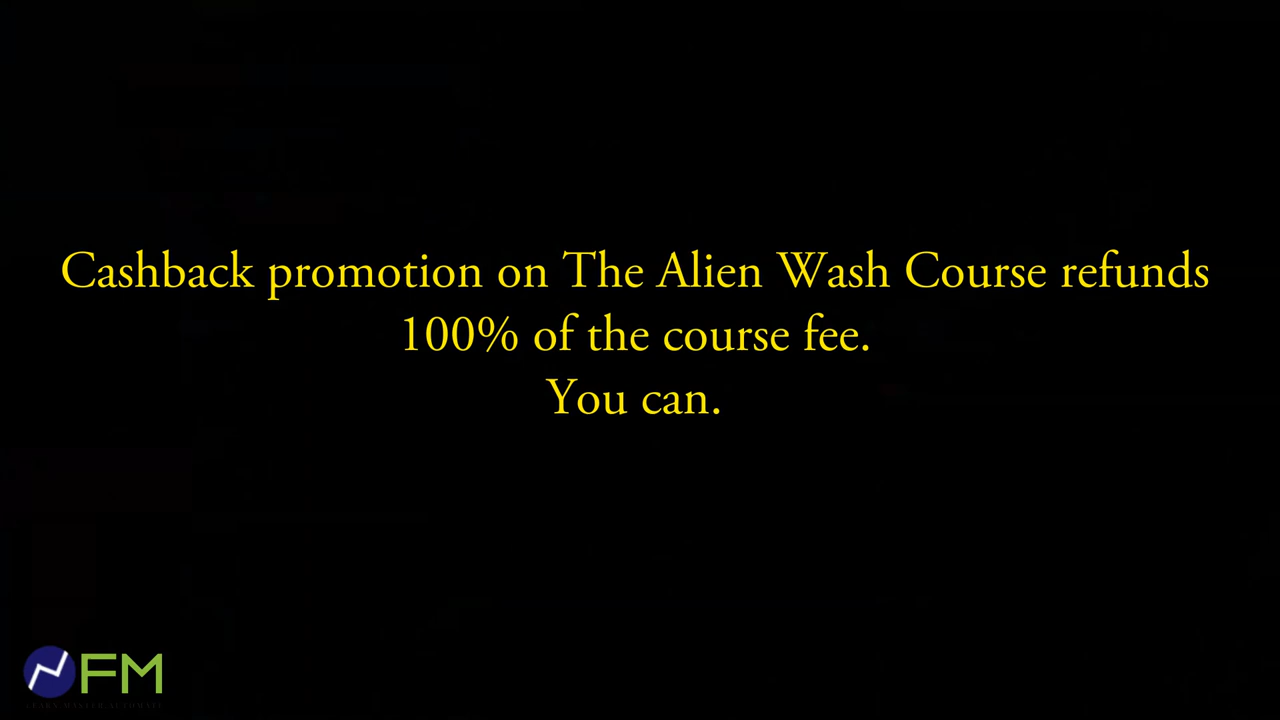 Cashback promotion on The Alien Wash Course refunds
100% of the course fee.
You can.
FM